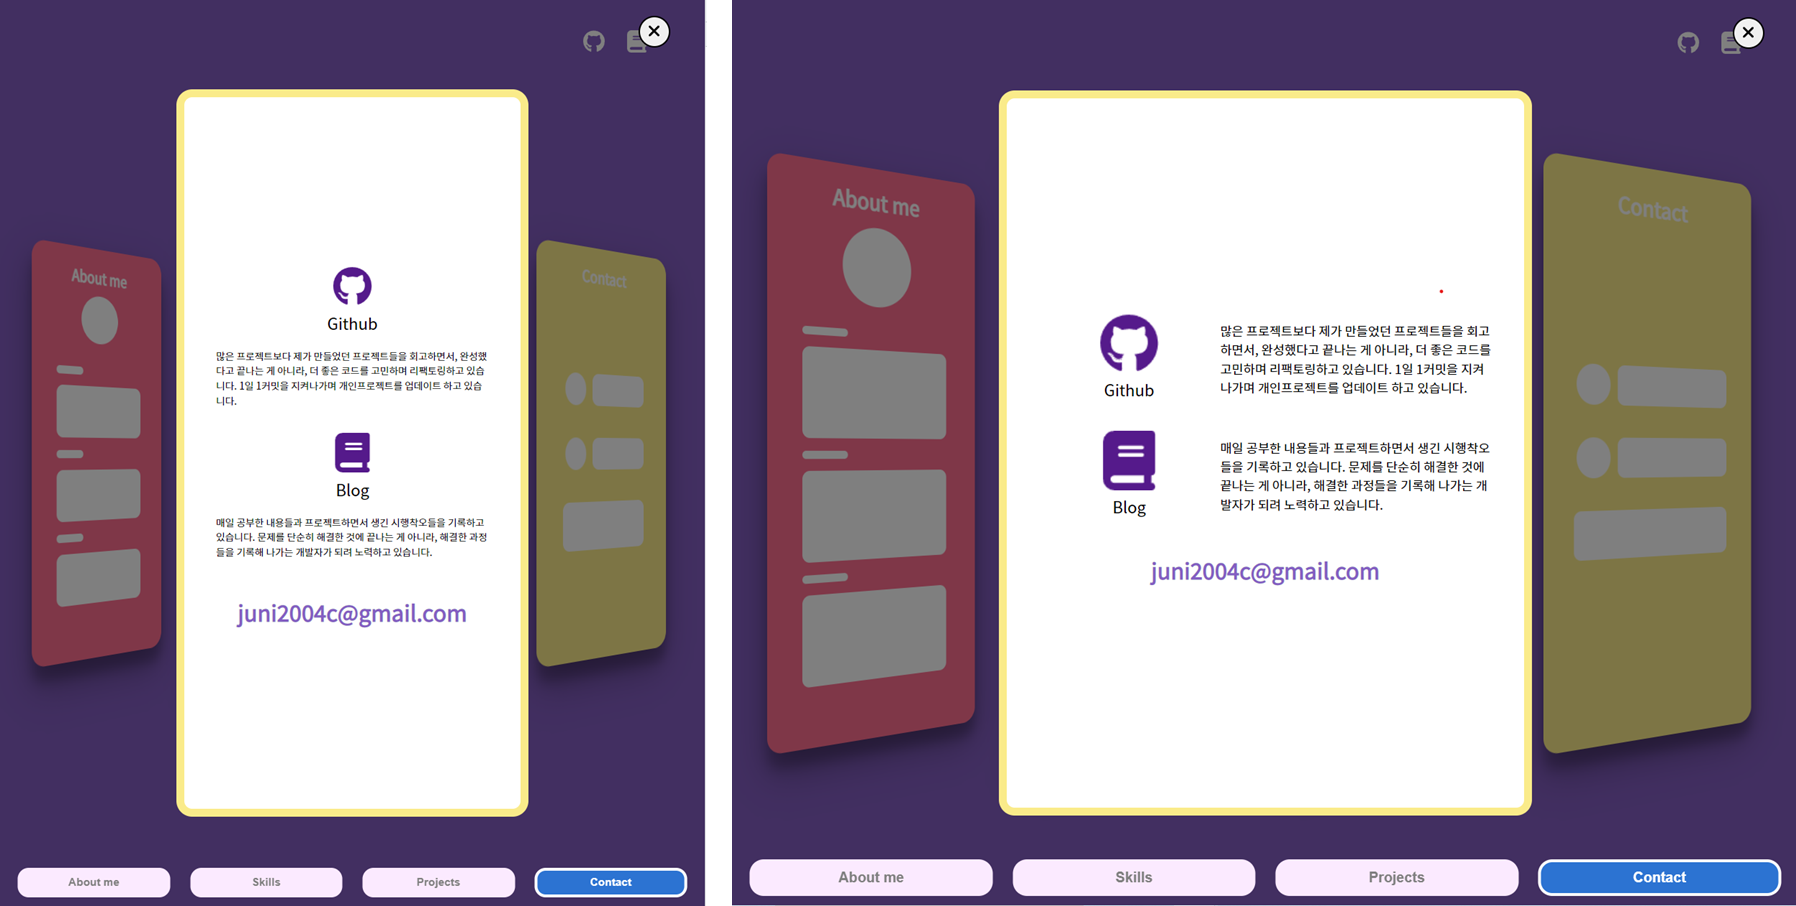 About me
Contact
Github
많은 프로젝트보다 제가 만들었던 프로젝트들을 회고하면서, 완성했
다고 끝나는 게 아니라, 더 좋은 코드를 고민하며 리팩토링하고 있습
니다. 1일 1커밋을 지켜나가며 개인프로젝트를 업데이트 하고 있습
니다.
Blog
매일 공부한 내용들과 프로젝트하면서 생긴 시행착오들을 기록하고
있습니다. 문제를 단순히 해결한 것에 끝나는 게 아니라, 해결한 과정
들을 기록해 나가는 개발자가 되려 노력하고 있습니다.
juni2004c@gmail.com
About me
Skills
Projects
Contact
About me
Contact
Github
많은 프로젝트보다 제가 만들었던 프로젝트들을 회고
하면서, 완성했다고 끝나는 게 아니라, 더 좋은 코드를
고민하며 리팩토링하고 있습니다. 1일 1커밋을 지켜
나가며 개인프로젝트를 업데이트 하고 있습니다.
Blog
매일 공부한 내용들과 프로젝트하면서 생긴 시행착오
들을 기록하고 있습니다. 문제를 단순히 해결한 것에
끝나는 게 아니라, 해결한 과정들을 기록해 나가는 개
발자가 되려 노력하고 있습니다.
juni2004c@gmail.com
About me
Skills
Projects
Contact